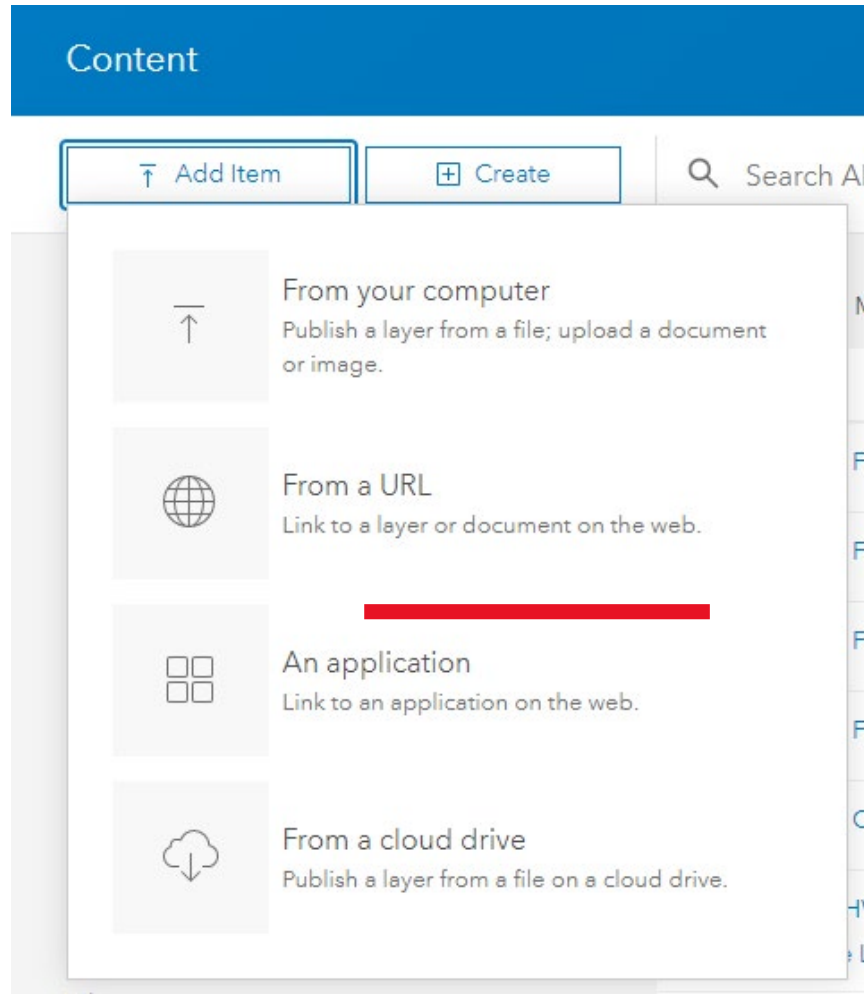 Content
Add Item
Create
Search
From your computer
Publish a layer from a file; upload a document
or image.
From a URL
Link to a layer or document on the web.
An application
Link to an application on the web.
From a cloud drive
Publish a layer from a file on a cloud drive.